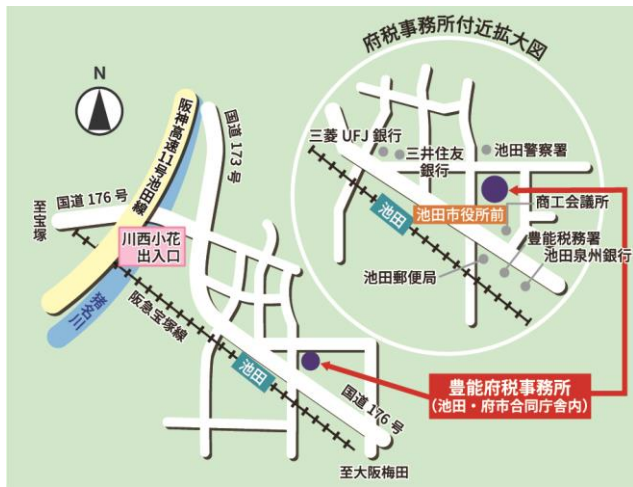 府税事務所付近拡大図
N
阪神高速11号池田線
国道173号
国道176号
至宝塚
川西小花
出入口
猪名川
阪急宝塚線
池田
国道176号
至大阪梅田
三菱UFJ銀行
三井住友
銀行
池田警察署
池田
池田市役所前
商工会議所
豊能税務署
池田泉州銀行
池田郵便局
豊能府税事務所
(池田・府市合同庁舎内)